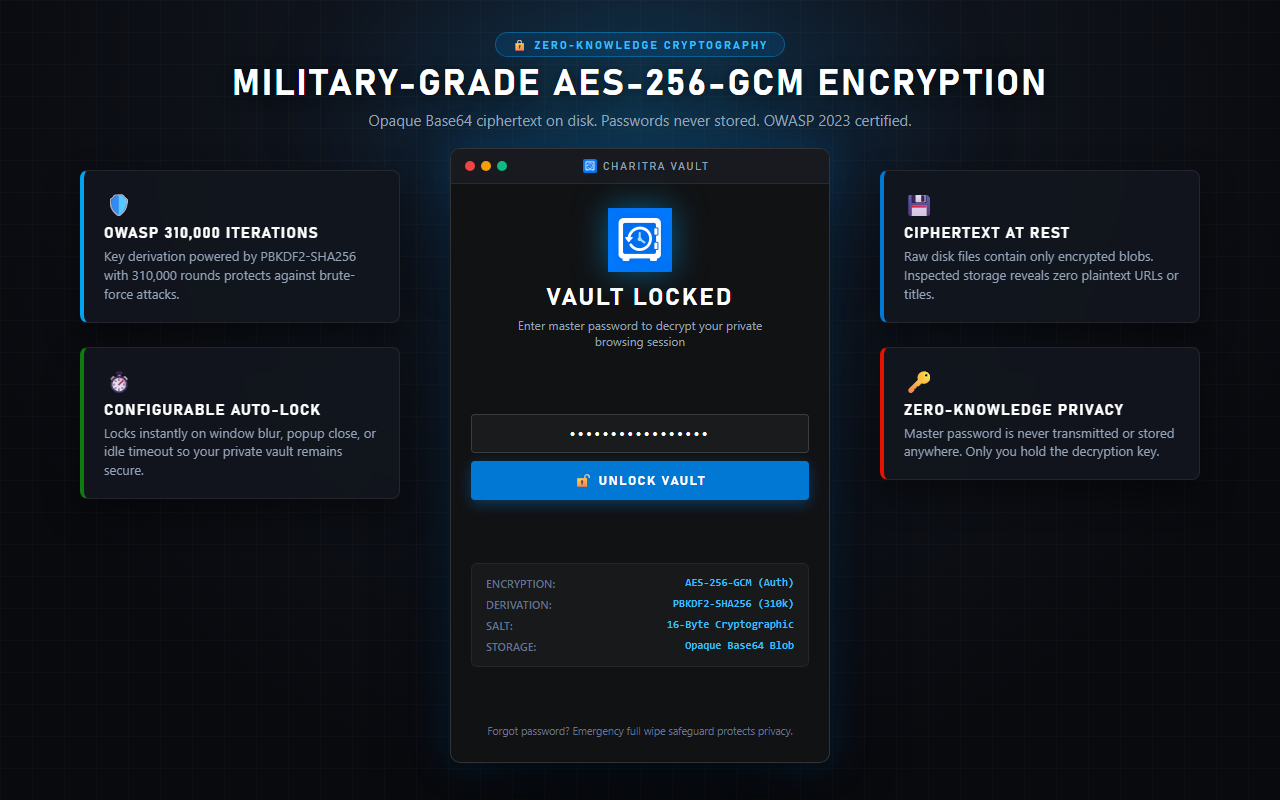 ZERO-KNOWLEDGE CRYPTOGRAPHY
MILITARY-GRADE AES-256-GCM ENCRYPTION
Opaque Base64 ciphertext on disk. Passwords never stored. OWASP 2023 certified.
OWASP 310,000 ITERATIONS
Key derivation powered by PBKDF2-SHA256
with 310,000 rounds protects against brute-
force attacks.
CONFIGURABLE AUTO-LOCK
Locks instantly on window blur, popup close, or
idle timeout so your private vault remains
secure.
CHARITRA VAULT
VAULT LOCKED
Enter master password to decrypt your private
browsing session
•••••••••••••••••
UNLOCK VAULT
ENCRYPTION: AES-256-GCM (Auth)
DERIVATION: PBKDF2-SHA256 (310k)
SALT: 16-Byte Cryptographic
STORAGE: Opaque Base64 Blob
Forgot password? Emergency full wipe safeguard protects privacy.
CIPHERTEXT AT REST
Raw disk files contain only encrypted blobs.
Inspected storage reveals zero plaintext URLs or
titles.
ZERO-KNOWLEDGE PRIVACY
Master password is never transmitted or stored
anywhere. Only you hold the decryption key.